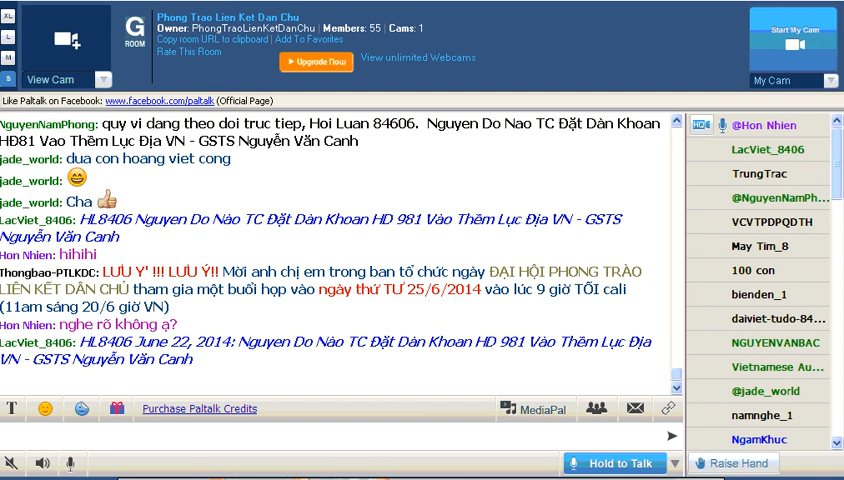 XL
L
M
S
View Cam
G
ROOM
Phong Trao Lien Ket Dan Chu
Owner: PhongTraoLienKetDanChu | Members: 55 | Cams: 1
Copy room URL to clipboard | Add To Favorites
Rate This Room
Upgrade Now
View unlimited Webcams
Start My Cam
My Cam
Like Paltalk on Facebook: www.facebook.com/paltalk (Official Page)
NguyenNamPhong: quy vi dang theo doi truc tiep, Hoi Luan 84606. Nguyen Do Nao TC Đặt Dàn Khoan
HĐ81 Vao Thềm Lục Địa VN - GSTS Nguyễn Văn Canh
jade_world: dua con hoang viet cong
jade_world:
jade_world: Cha
LacViet_8406: HL8406 Nguyen Do Nào TC Đặt Dàn Khoan HD 981 Vào Thềm Lục Địa VN - GSTS
Nguyễn Văn Canh
Hon Nhien: hihihi
Thongbao-PTLKDC: LƯU Y' !!! LƯU Ý!! Mời anh chị em trong ban tổ chức ngày ĐẠI HỘI PHONG TRÀO
LIÊN KẾT DÂN CHỦ tham gia một buổi họp vào ngày thứ TƯ 25/6/2014 vào lúc 9 giờ TỐI cali
(11am sáng 20/6 giờ VN)
Hon Nhien: nghe rõ không ạ?
LacViet_8406: HL8406 June 22, 2014: Nguyen Do Nào TC Đặt Dàn Khoan HD 981 Vào Thềm Lục Địa
VN - GSTS Nguyễn Văn Canh
HD
@Hon Nhien
LacViet_8406
TrungTrac
@NguyenNamPh...
VCVTPDPQDTH
May Tim_8
100 con
bienden_1
daiviet-tudo-84...
NGUYENVANBAC
Vietnamese Au...
@jade_world
namnghe_1
NgamKhuc
T
Purchase Paltalk Credits
MediaPal
Hold to Talk
Raise Hand